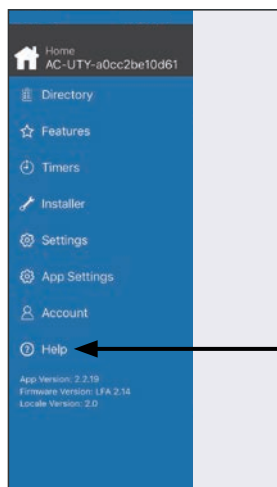 Home
AC-UTY-a0cc2be10d61
Directory
Features
Timers
Installer
Settings
App Settings
Account
Help
App Version: 2.2.19
Firmware Version: LFA 2.14
Locale Version: 2.0